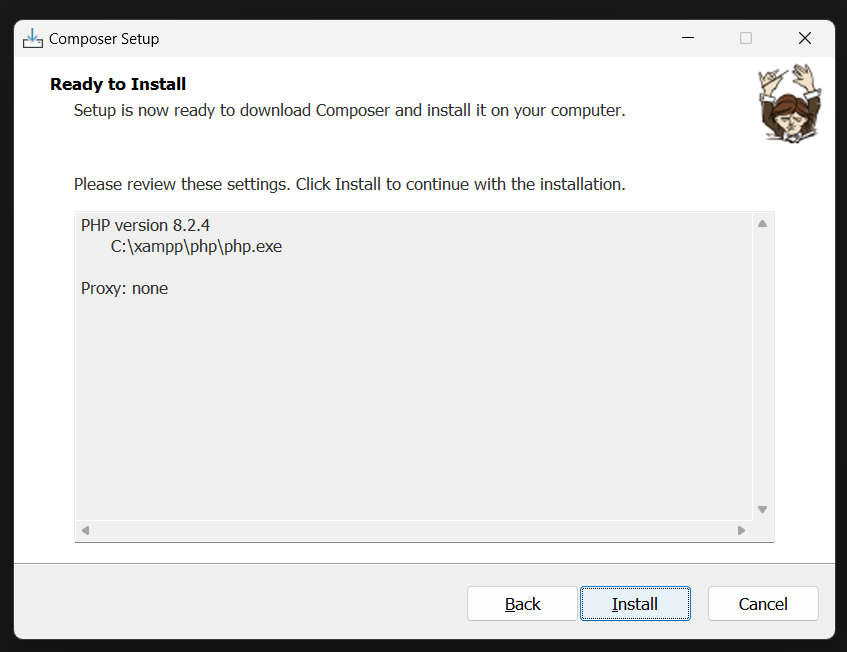 Composer Setup
Ready to Install
Setup is now ready to download Composer and install it on your computer.
Please review these settings. Click Install to continue with the installation.
PHP version 8.2.4
C:\xampp\php\php.exe
Proxy: none
Back
Install
Cancel